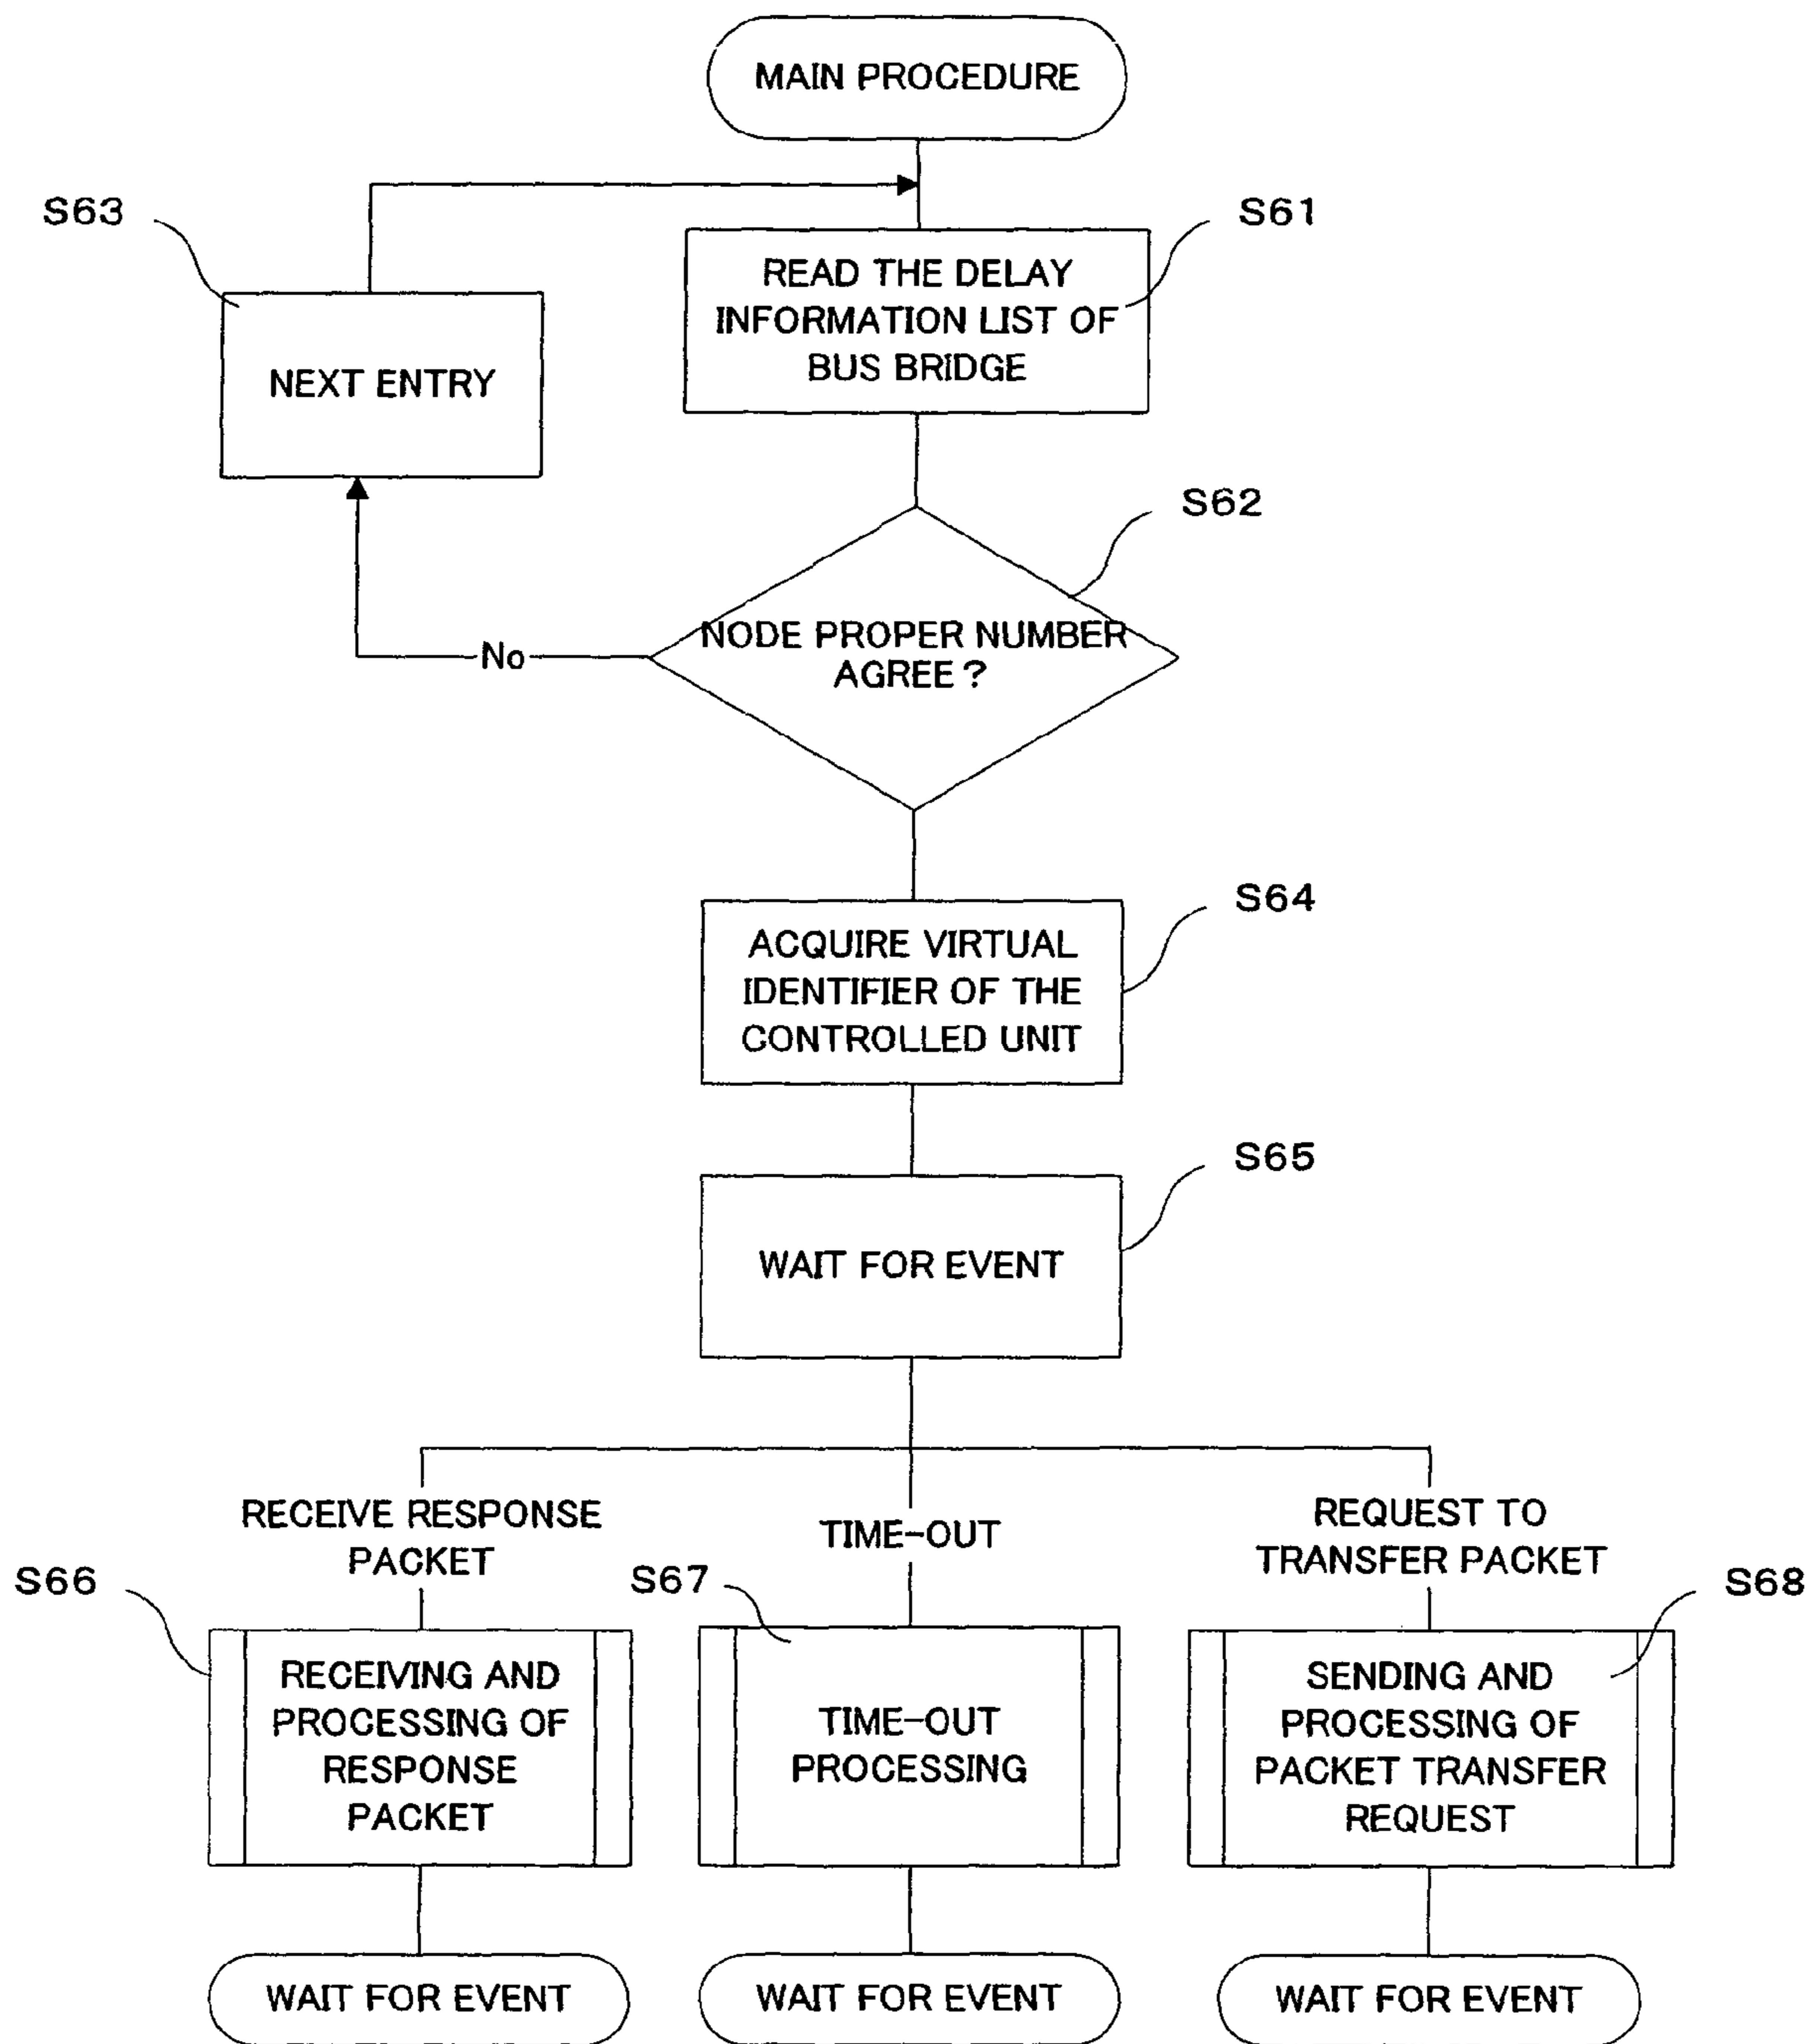 MAIN PROCEDURE
S63
S61
READ THE DELAY
INFORMATION LIST OF
BUS BRIDGE
NEXT ENTRY
S62
NODE PROPER NUMBER
AGREE?
No
S64
ACQUIRE VIRTUAL
IDENTIFIER OF THE
CONTROLLED UNIT
S65
WAIT FOR EVENT
RECEIVE RESPONSE
PACKET
TIME-OUT
REQUEST TO
TRANSFER PACKET
S66
S67
S68
RECEIVING AND
PROCESSING OF
RESPONSE
PACKET
TIME-OUT
PROCESSING
SENDING AND
PROCESSING OF
PACKET TRANSFER
REQUEST
WAIT FOR EVENT
WAIT FOR EVENT
WAIT FOR EVENT